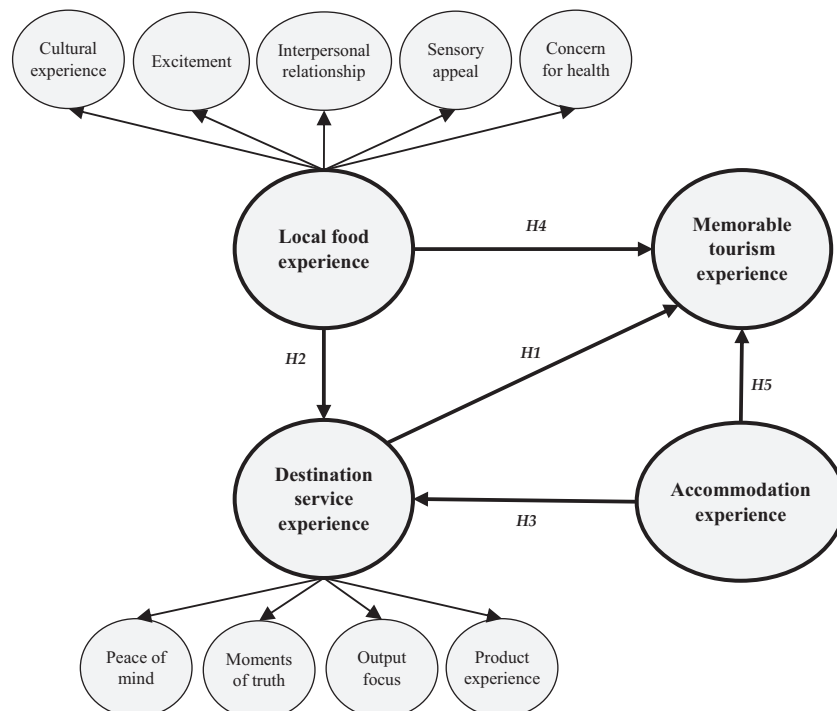 Cultural
experience
Excitement
Interpersonal
relationship
Sensory
appeal
Concern
for health
Local food
experience
H4
Memorable
tourism
experience
H2
H1
H5
Destination
service
experience
H3
Accommodation
experience
Peace of
mind
Moments
of truth
Output
focus
Product
experience